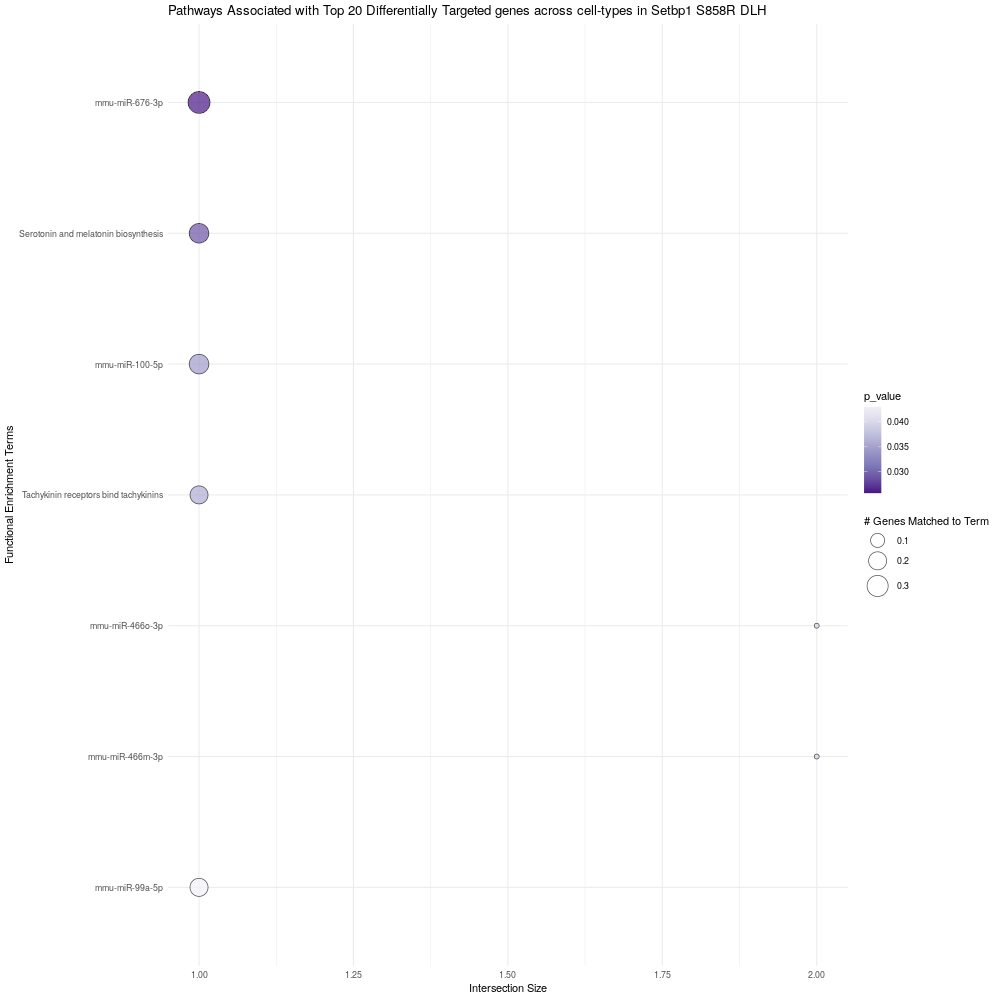 Pathways Associated with Top 20 Differentially Targeted genes across cell-types in Setbp1 S858R DLH
Functional Enrichment Terms
mmu-miR-676-3p
Serotonin and melatonin biosynthesis
mmu-miR-100-5p
Tachykinin receptors bind tachykinins
mmu-miR-466o-3p
mmu-miR-466m-3p
mmu-miR-99a-5p
1.00
1.25
1.50
1.75
2.00
Intersection Size
p_value
0.040
0.035
0.030
# Genes Matched to Term
0.1
0.2
0.3